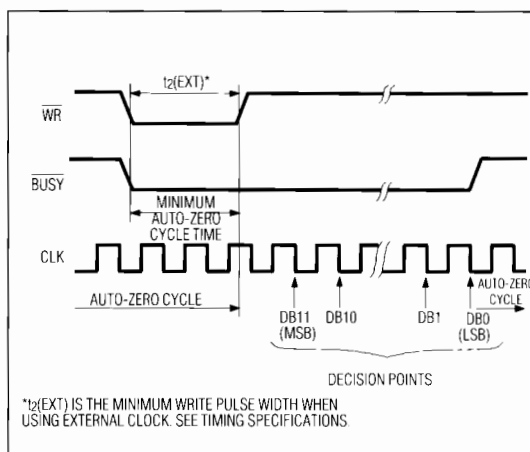 t2(EXT)*
WR
BUSY
MINIMUM
AUTO-ZERO
CYCLE TIME
CLK
AUTO-ZERO CYCLE
AUTO-ZERO
CYCLE
DB11
(MSB)
DB10
DB1
DB0
(LSB)
DECISION POINTS
*t2(EXT) IS THE MINIMUM WRITE PULSE WIDTH WHEN
USING EXTERNAL CLOCK. SEE TIMING SPECIFICATIONS.